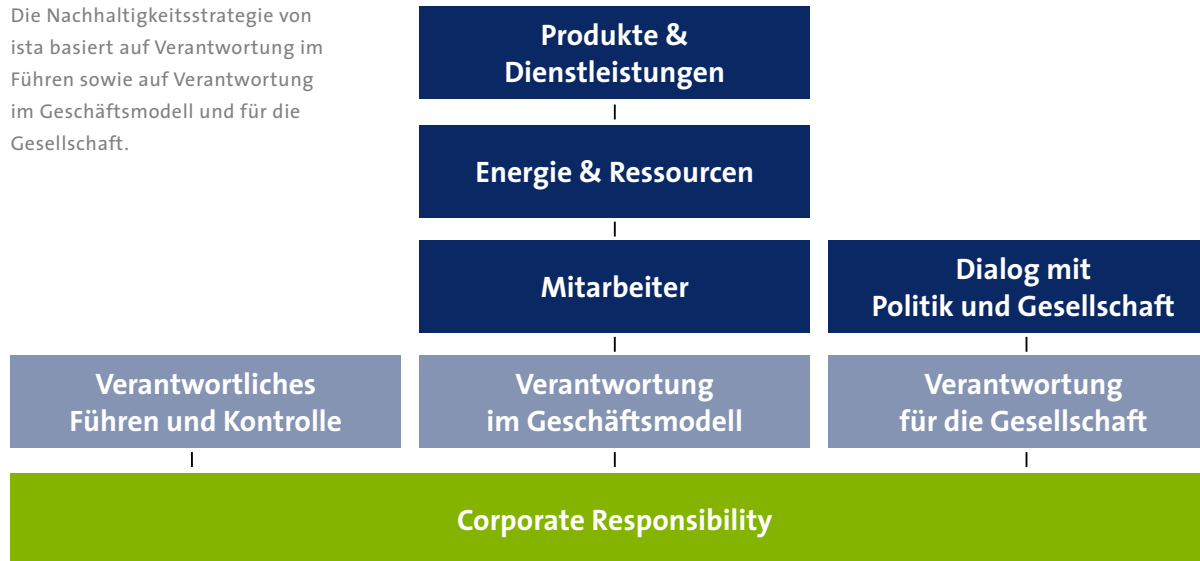 Die Nachhaltigkeitsstrategie von
ista basiert auf Verantwortung im
Führen sowie auf Verantwortung
im Geschäftsmodell und für die
Gesellschaft.
Produkte &
Dienstleistungen
Energie & Ressourcen
Mitarbeiter
Dialog mit
Politik und Gesellschaft
Verantwortliches
Führen und Kontrolle
Verantwortung
im Geschäftsmodell
Verantwortung
für die Gesellschaft
Corporate Responsibility